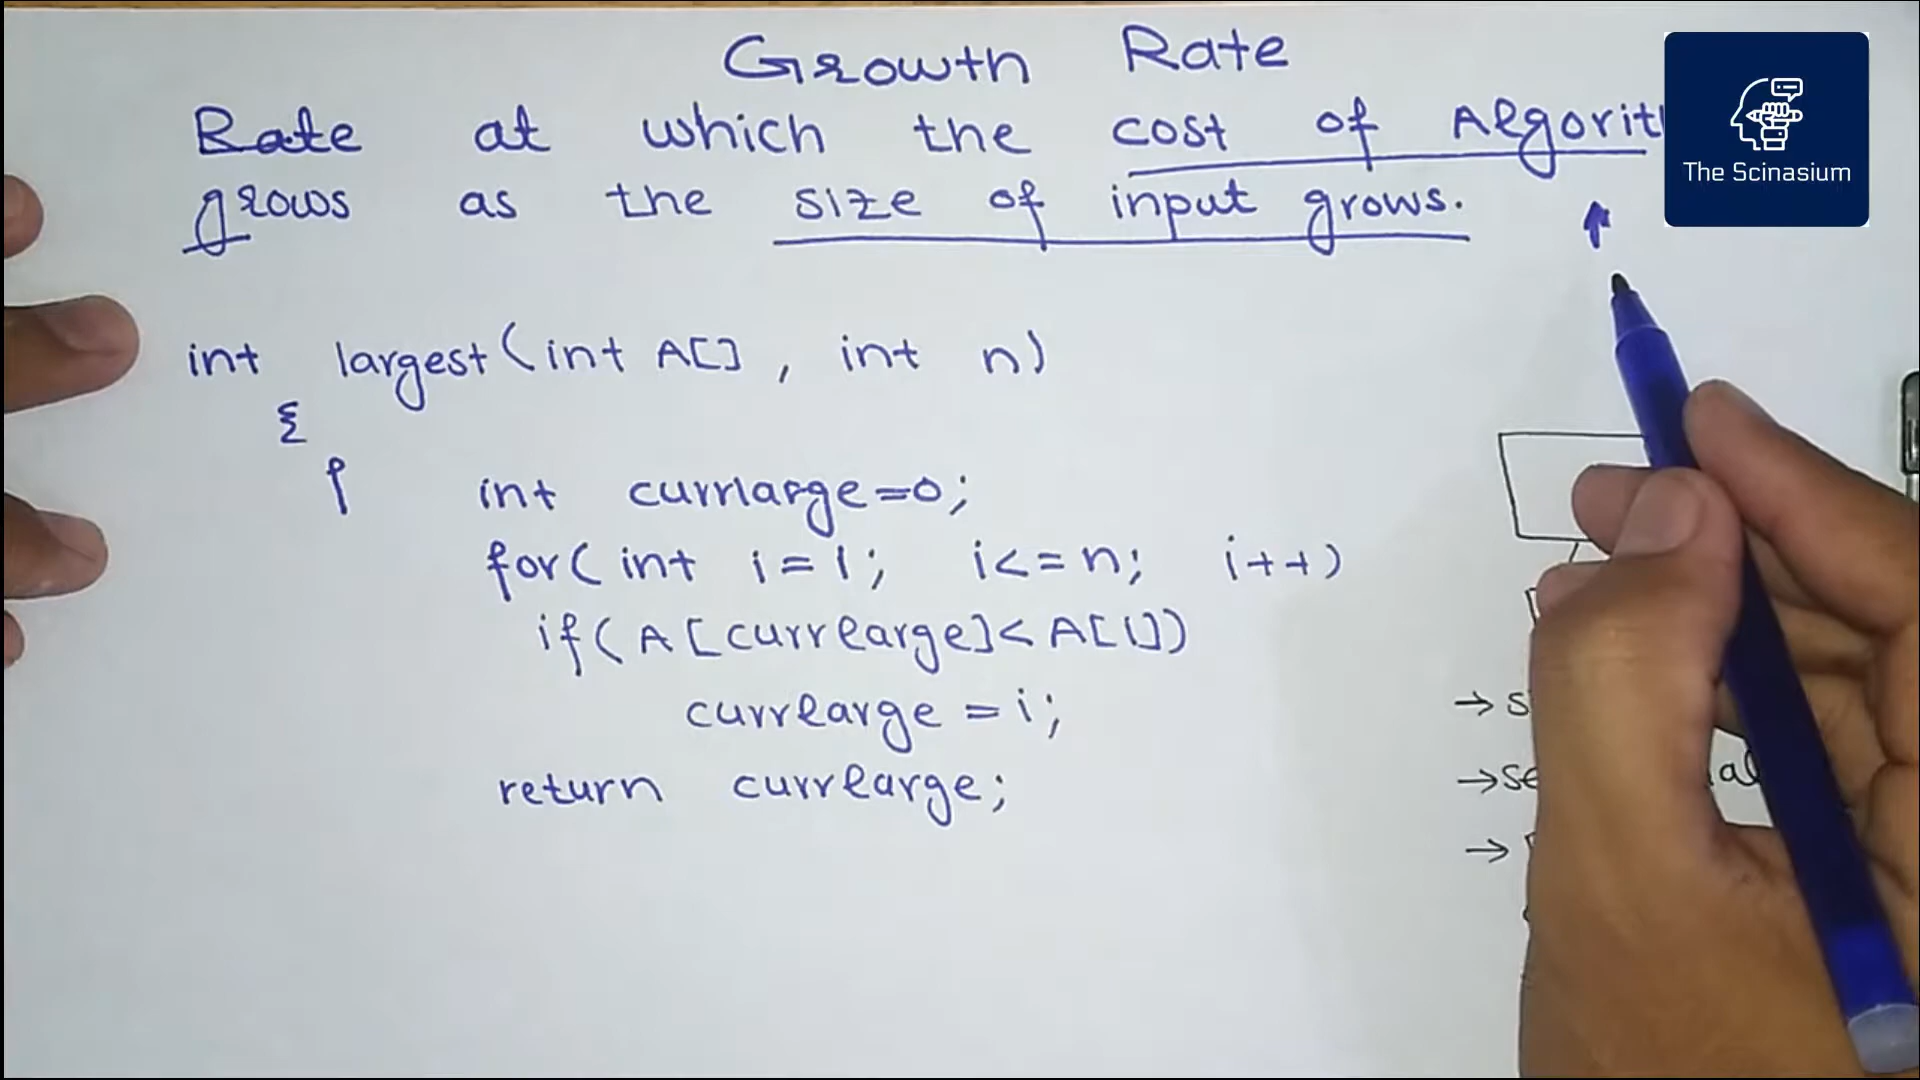 Growth Rate
Rate at which the cost of Algorit
grows as the size of input grows.
The Scinasium
int largest(int A[], int n)
{
int currlarge=0;
for(int i=1; i<=n; i++)
if(A[currlarge]<A[i])
currlarge=i;
return currlarge;